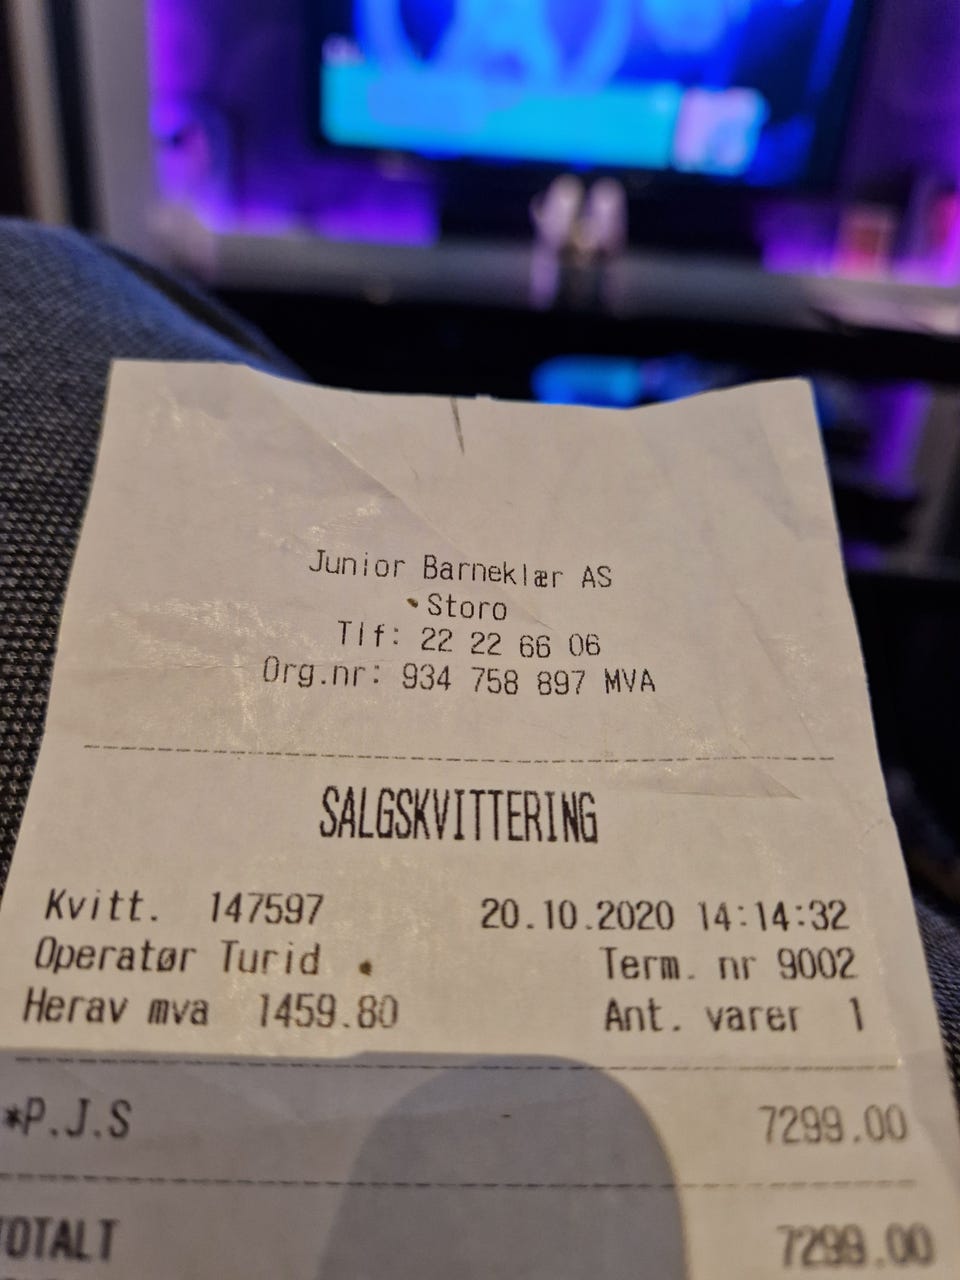 Junior Barneklær AS
Storo
Tlf: 22 22 66 06
Org.nr: 934 758 897 MVA
SALGSKVITTERING
Kvitt. 147597 20.10.2020 14:14:32
Operatør Turid Term. nr 9002
Herav mva 1459.80 Ant. varer 1
*P.J.S 7299.00
TOTALT 7299.00